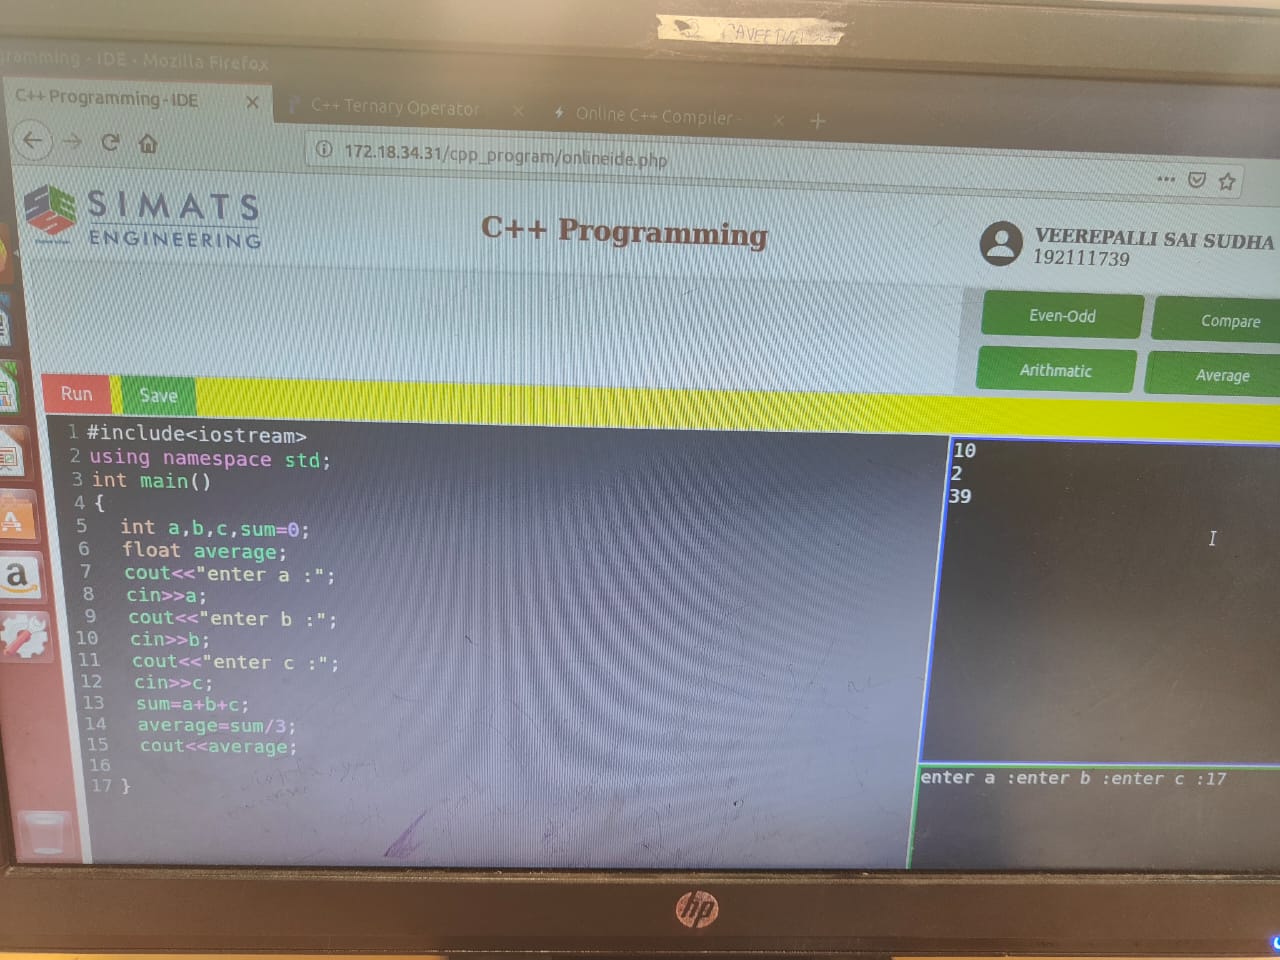 gramming - IDE - Mozilla Firefox
C++ Programming - IDE
C++ Ternary Operator
Online C++ Compiler -
172.18.34.31/cpp_program/onlineide.php
SIMATS
ENGINEERING
C++ Programming
VEEREPALLI SAI SUDHA
192111739
Even-Odd
Compare
Arithmatic
Average
Run
Save
1 #include<iostream>
2 using namespace std;
3 int main()
4 {
5 int a,b,c,sum=0;
6 float average;
7 cout<<"enter a :";
8 cin>>a;
9 cout<<"enter b :";
10 cin>>b;
11 cout<<"enter c :";
12 cin>>c;
13 sum=a+b+c;
14 average=sum/3;
15 cout<<average;
16
17 }
10
2
39
enter a :enter b :enter c :17
hp